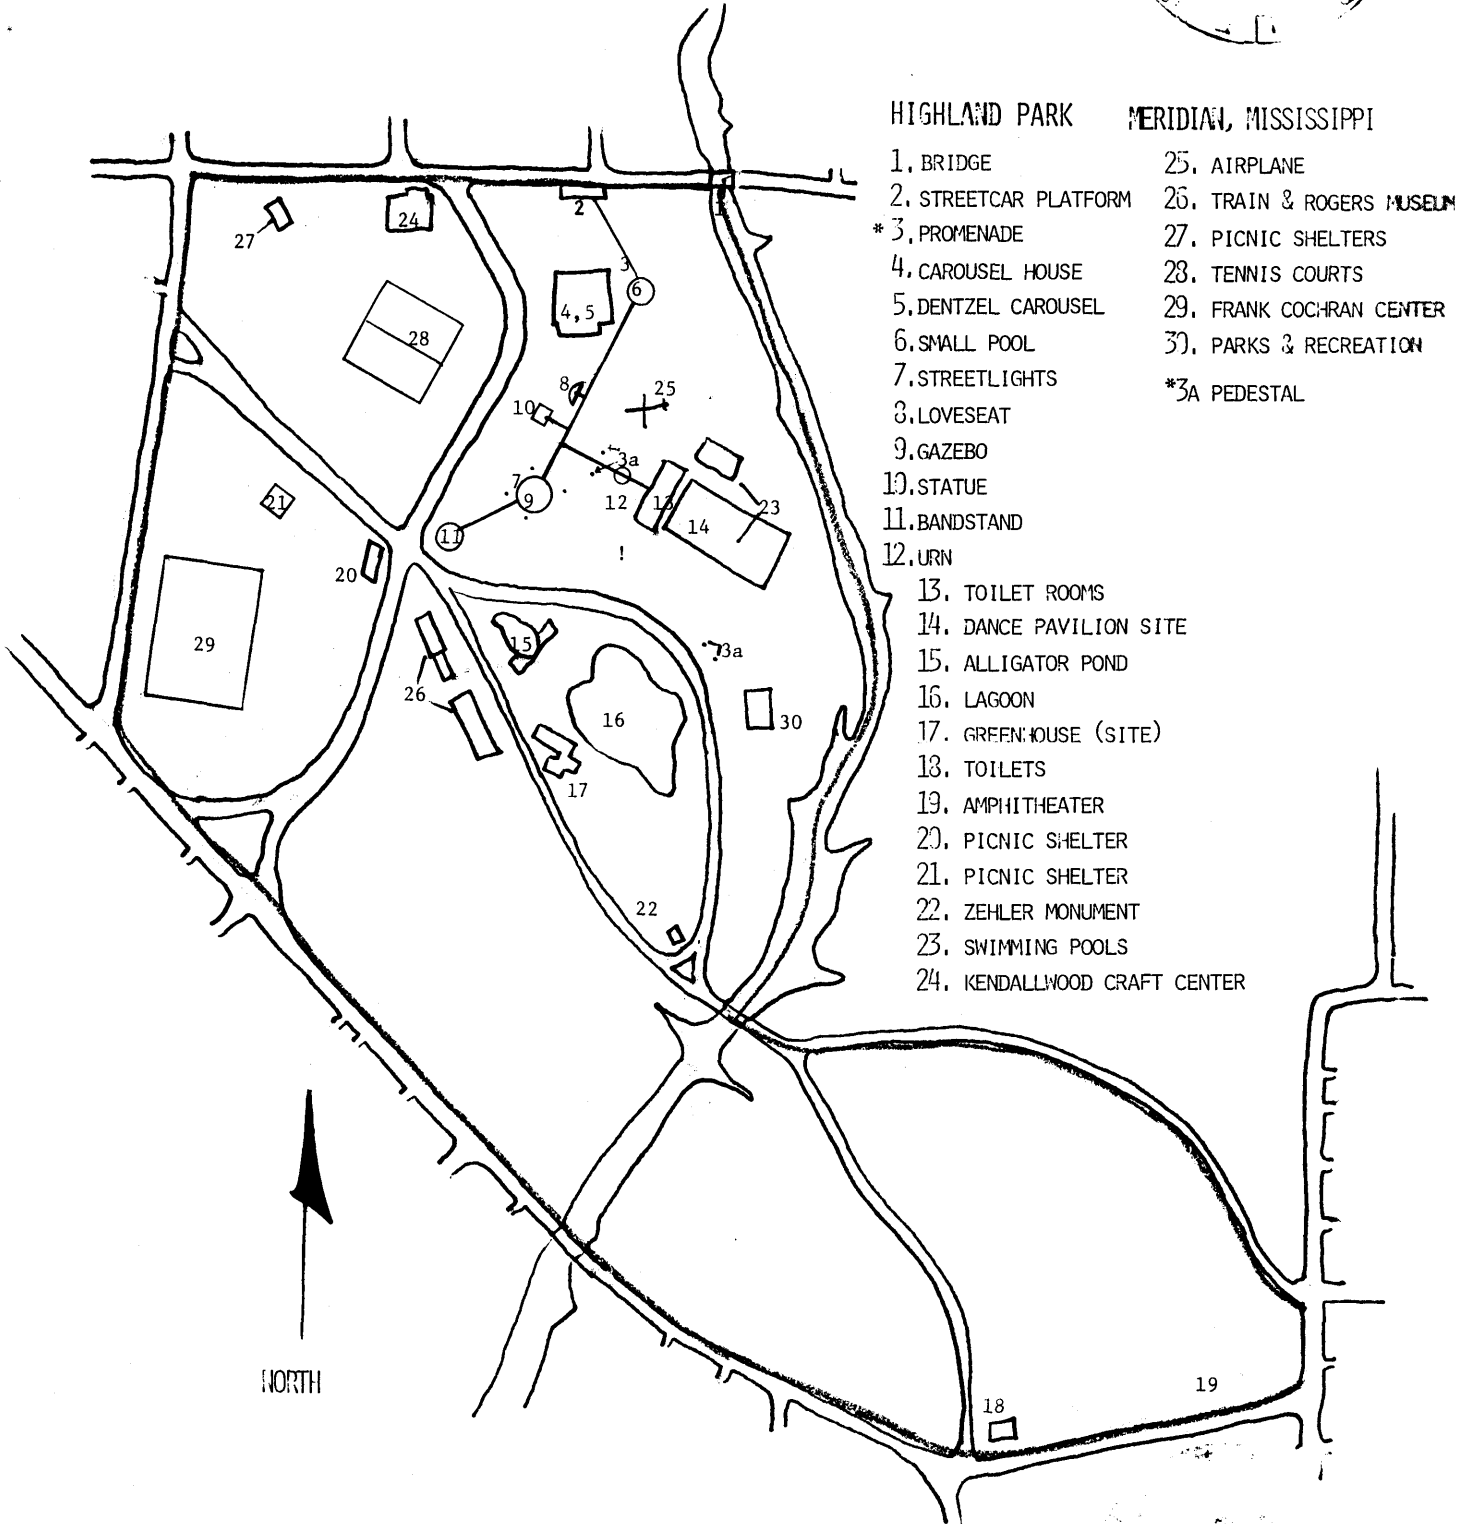 HIGHLAND PARK MERIDIAN, MISSISSIPPI
1. BRIDGE
2. STREETCAR PLATFORM
* 3. PROMENADE
4. CAROUSEL HOUSE
5. DENTZEL CAROUSEL
6. SMALL POOL
7. STREETLIGHTS
8. LOVESEAT
9. GAZEBO
10. STATUE
11. BANDSTAND
12. URN
13. TOILET ROOMS
14. DANCE PAVILION SITE
15. ALLIGATOR POND
16. LAGOON
17. GREENHOUSE (SITE)
18. TOILETS
19. AMPHITHEATER
20. PICNIC SHELTER
21. PICNIC SHELTER
22. ZEHLER MONUMENT
23. SWIMMING POOLS
24. KENDALLWOOD CRAFT CENTER
25. AIRPLANE
26. TRAIN & ROGERS MUSEUM
27. PICNIC SHELTERS
28. TENNIS COURTS
29. FRANK COCHRAN CENTER
30. PARKS & RECREATION
*3A PEDESTAL
1
2
24
27
3
6
4,5
28
8
25
10
3a
7
9
12
13
23
21
14
11
20
29
15
3a
26
16
30
17
22
NORTH
19
18